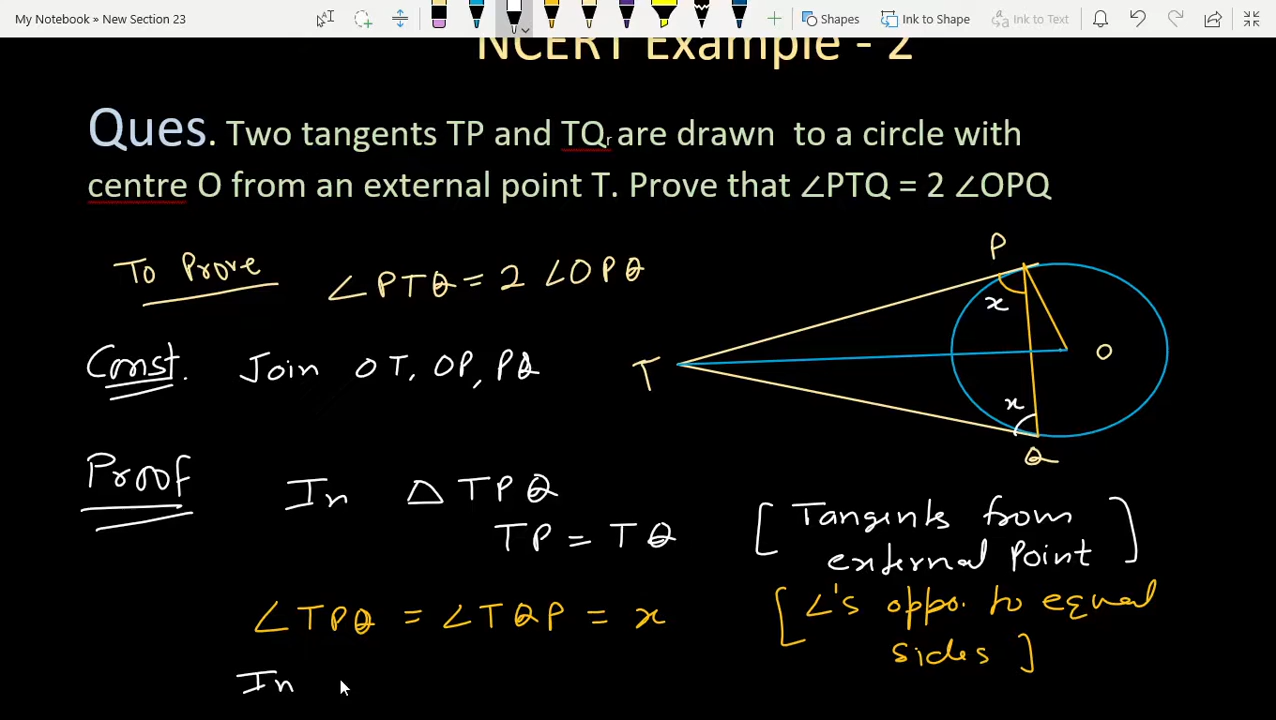 My Notebook » New Section 23
Shapes
Ink to Shape
Ink to Text
NCERT Example - 2
Ques. Two tangents TP and TQ are drawn to a circle with
centre O from an external point T. Prove that ∠PTQ = 2 ∠OPQ
To Prove ∠PTQ = 2 ∠OPQ
P
x
Const. Join OT, OP, PQ
T
O
x
Q
Proof In △ TPQ
TP = TQ [Tangents from
external Point]
∠TPQ = ∠TQP = x [∠'s oppo. to equal
sides]
In